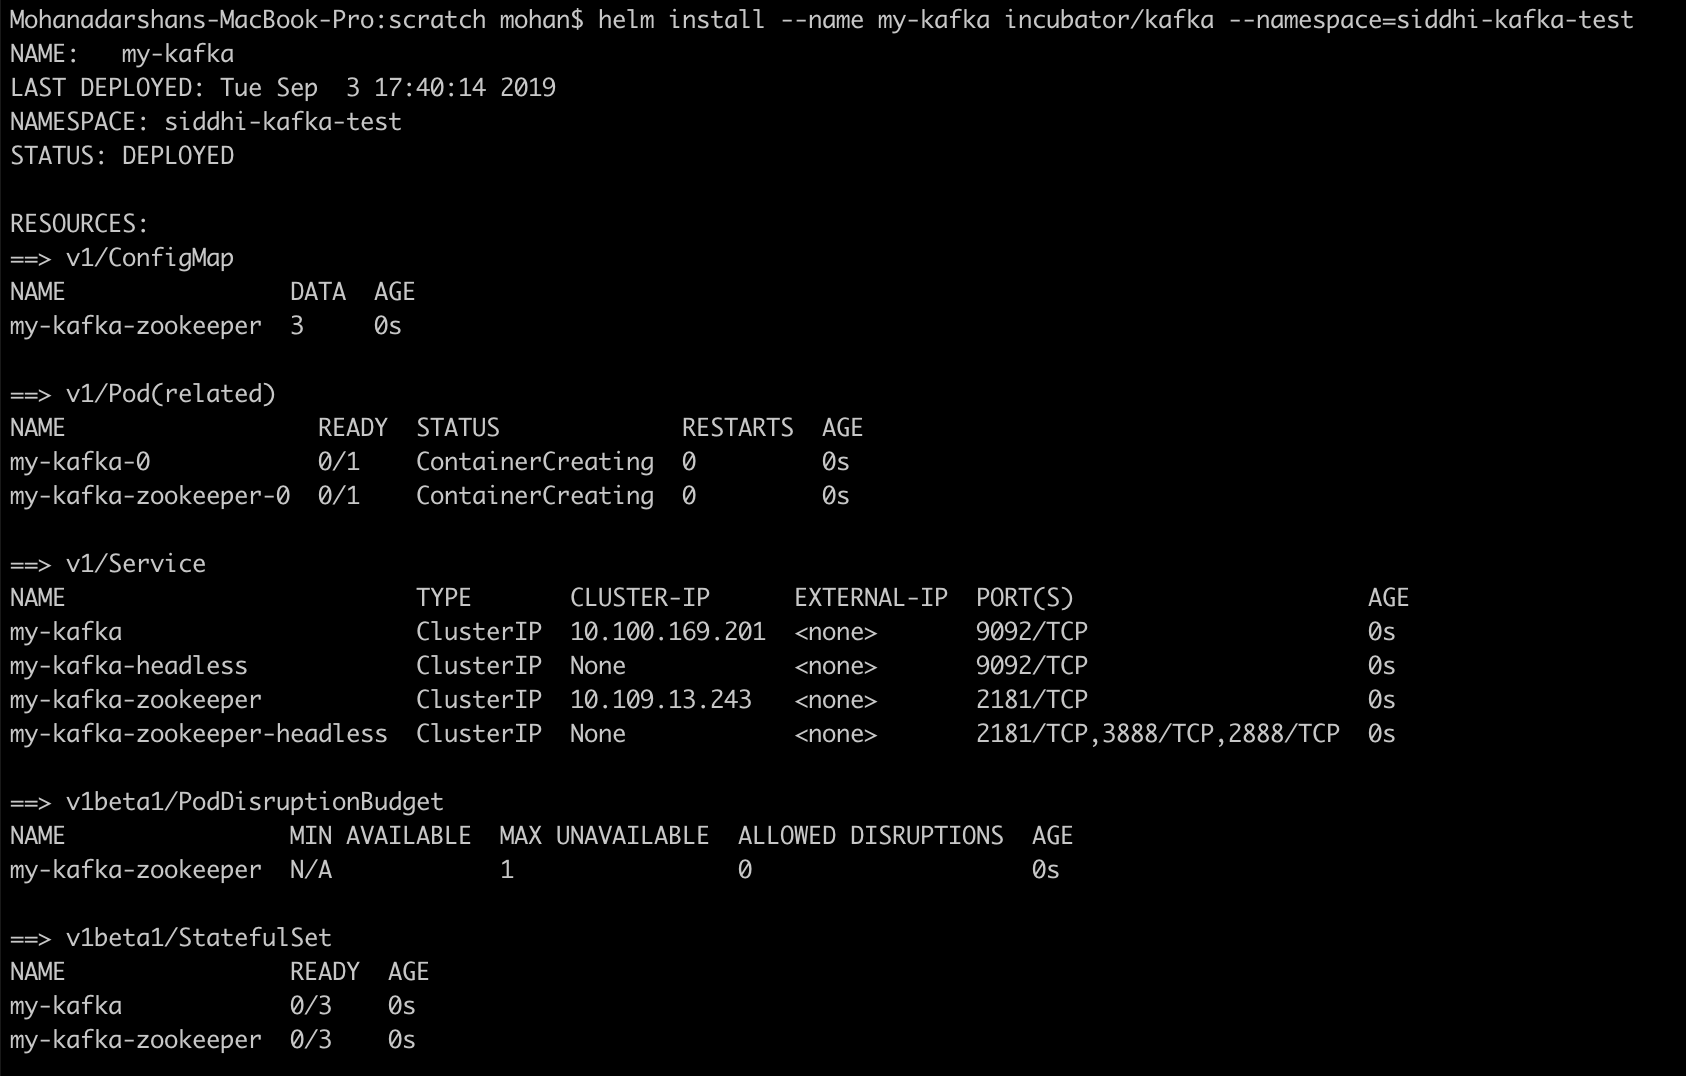 Mohanadarshans-MacBook-Pro:scratch mohan$ helm install --name my-kafka incubator/kafka --namespace=siddhi-kafka-test
NAME:   my-kafka
LAST DEPLOYED: Tue Sep  3 17:40:14 2019
NAMESPACE: siddhi-kafka-test
STATUS: DEPLOYED

RESOURCES:
==> v1/ConfigMap
NAME                DATA  AGE
my-kafka-zookeeper  3     0s

==> v1/Pod(related)
NAME                  READY  STATUS             RESTARTS  AGE
my-kafka-0            0/1    ContainerCreating  0         0s
my-kafka-zookeeper-0  0/1    ContainerCreating  0         0s

==> v1/Service
NAME                         TYPE       CLUSTER-IP      EXTERNAL-IP  PORT(S)                     AGE
my-kafka                     ClusterIP  10.100.169.201  <none>       9092/TCP                    0s
my-kafka-headless            ClusterIP  None            <none>       9092/TCP                    0s
my-kafka-zookeeper           ClusterIP  10.109.13.243   <none>       2181/TCP                    0s
my-kafka-zookeeper-headless  ClusterIP  None            <none>       2181/TCP,3888/TCP,2888/TCP  0s

==> v1beta1/PodDisruptionBudget
NAME                MIN AVAILABLE  MAX UNAVAILABLE  ALLOWED DISRUPTIONS  AGE
my-kafka-zookeeper  N/A            1                0                    0s

==> v1beta1/StatefulSet
NAME                READY  AGE
my-kafka            0/3    0s
my-kafka-zookeeper  0/3    0s